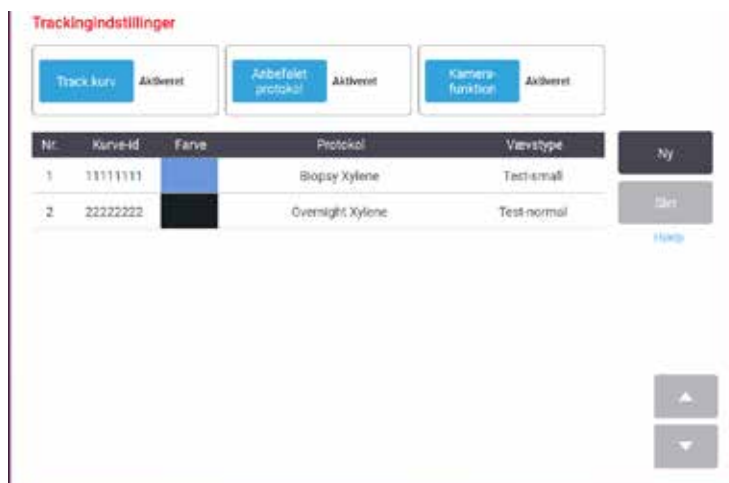 Trackingindstillinger
Track kurv Aktiveret
Anbefalet protokol Aktiveret
Kamera-funktion Aktiveret
Nr. Kurve-id Farve Protokol Vævstype
1 11111111 Biopsy Xylene Test-small
2 22222222 Overnight Xylene Test-normal
Ny
Slet
Hjælp